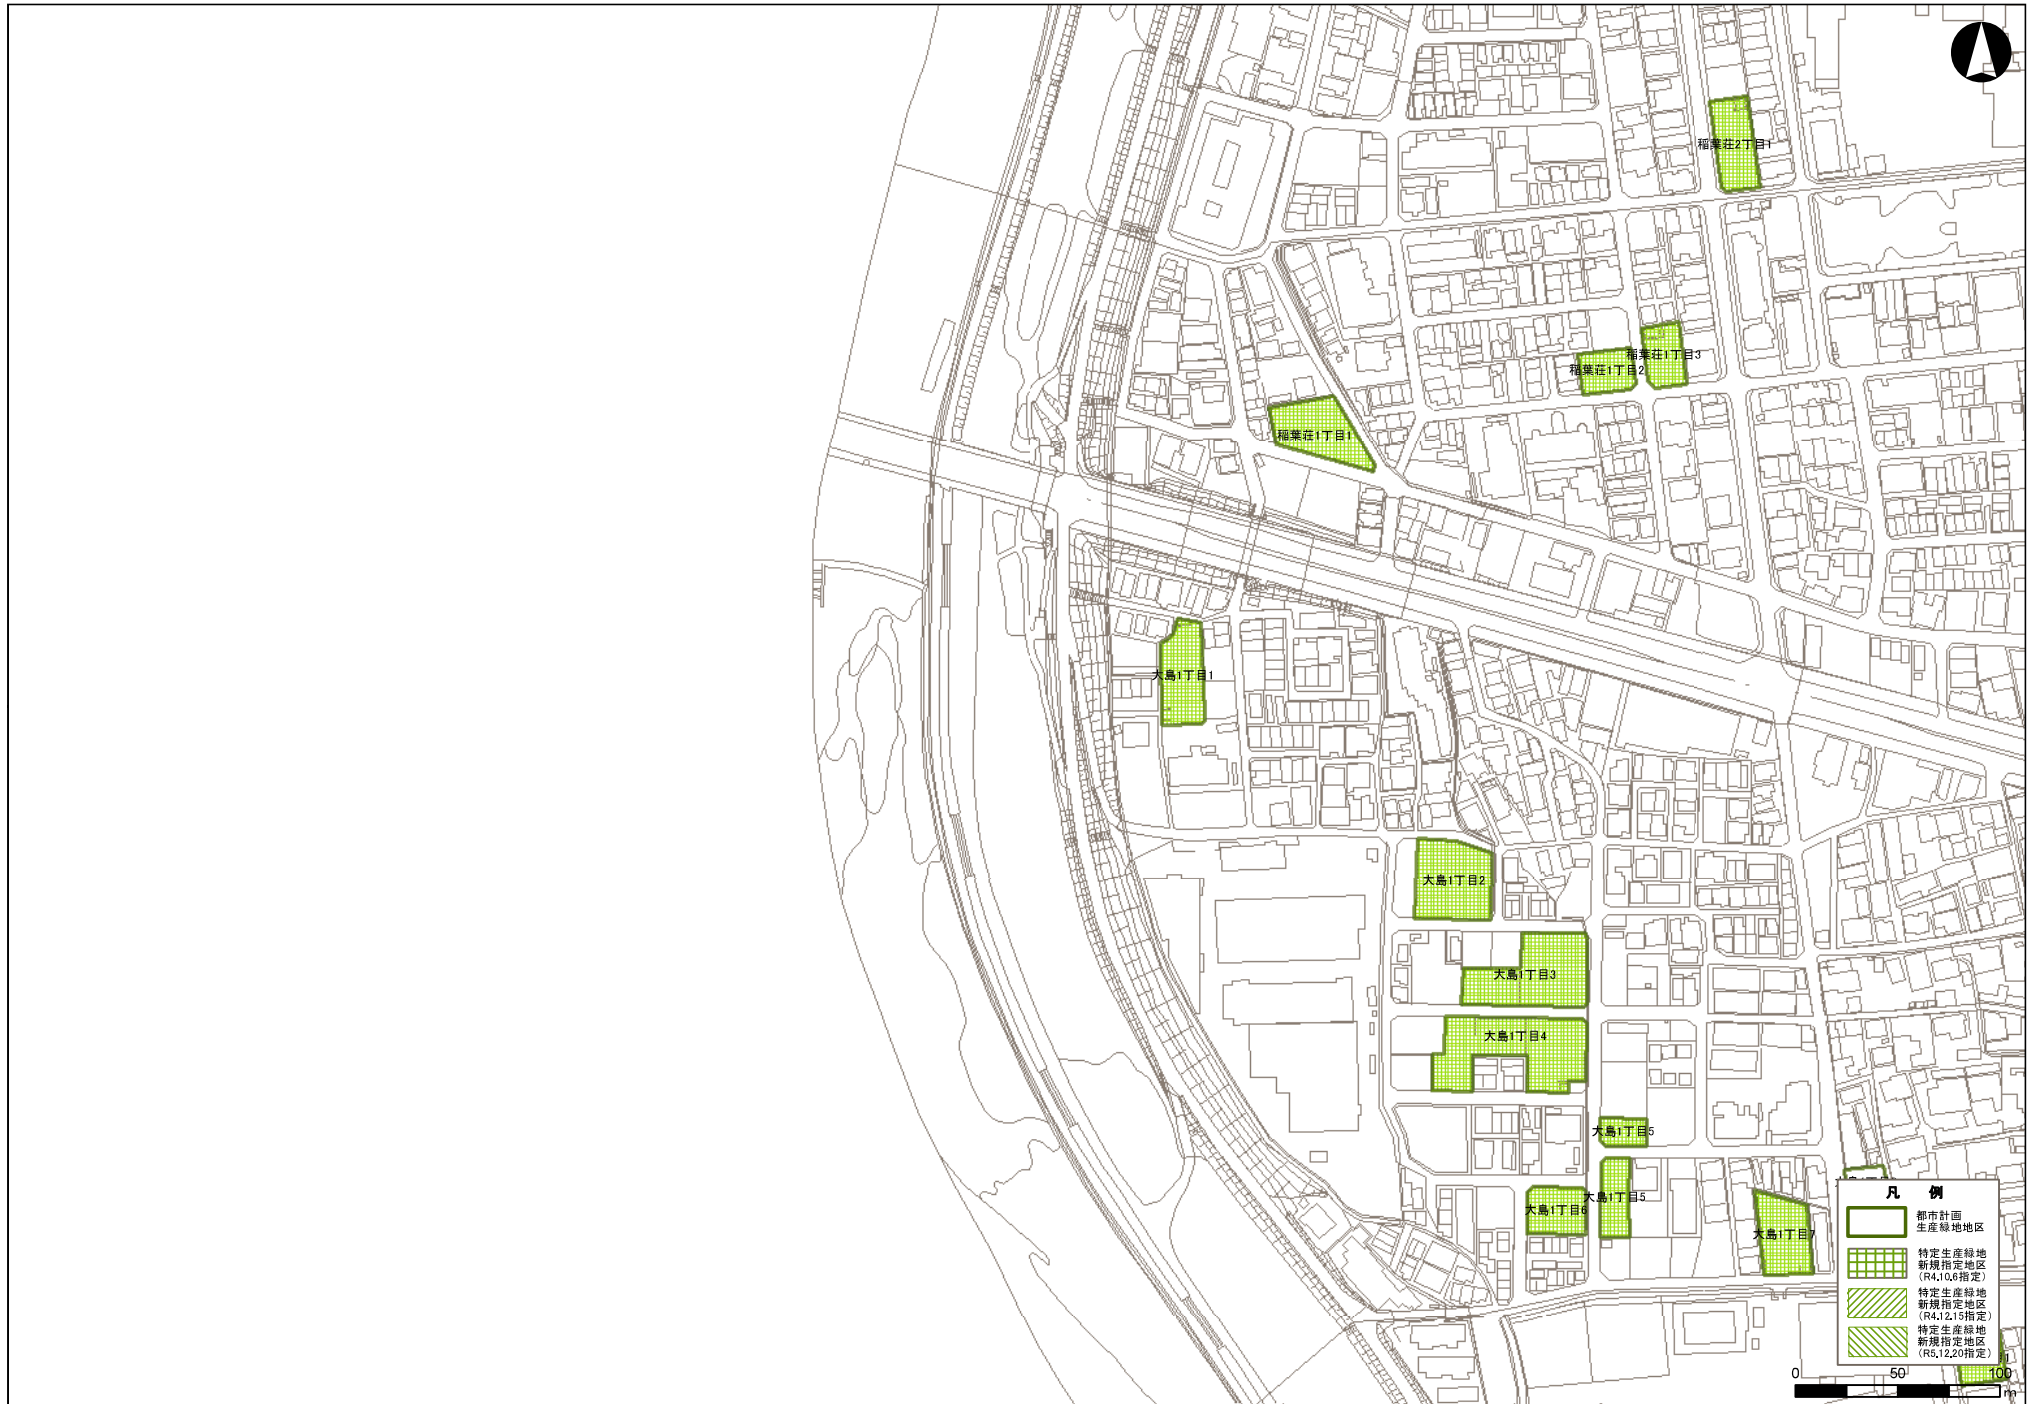 稲葉荘2丁目1
稲葉荘1丁目3
稲葉荘1丁目2
稲葉荘1丁目1
大島1丁目1
大島1丁目2
大島1丁目3
大島1丁目4
大島1丁目5
大島1丁目5
大島1丁目6
大島1丁目7
凡 例
都市計画
生産緑地地区
特定生産緑地
新規指定地区
(R4.10.6指定)
特定生産緑地
新規指定地区
(R4.12.15指定)
特定生産緑地
新規指定地区
(R5.12.20指定)
0 50 100
m